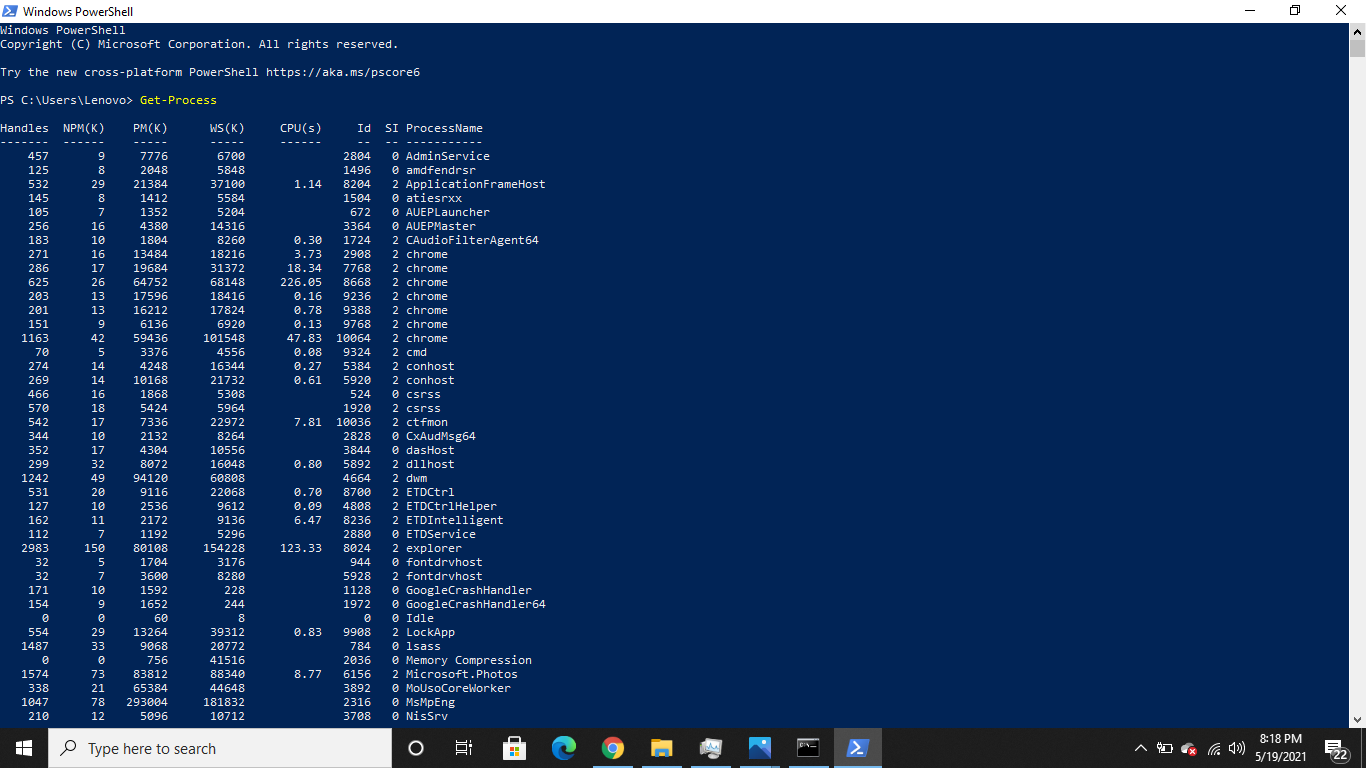 Windows PowerShell
Windows PowerShell
Copyright (C) Microsoft Corporation. All rights reserved.
Try the new cross-platform PowerShell https://aka.ms/pscore6
PS C:\Users\Lenovo> Get-Process
Handles NPM(K) PM(K) WS(K) CPU(s) Id SI ProcessName
------- ------ ----- ----- ------ -- -- -----------
457 9 7776 6700 2804 0 AdminService
125 8 2048 5848 1496 0 amdfendrsr
532 29 21384 37100 1.14 8204 2 ApplicationFrameHost
145 8 1412 5584 1504 0 atiesrxx
105 7 1352 5204 672 0 AUEPLauncher
256 16 4380 14316 3364 0 AUEPMaster
183 10 1804 8260 0.30 1724 2 CAudioFilterAgent64
271 16 13484 18216 3.73 2908 2 chrome
286 17 19684 31372 18.34 7768 2 chrome
625 26 64752 68148 226.05 8668 2 chrome
203 13 17596 18416 0.16 9236 2 chrome
201 13 16212 17824 0.78 9388 2 chrome
151 9 6136 6920 0.13 9768 2 chrome
1163 42 59436 101548 47.83 10064 2 chrome
70 5 3376 4556 0.08 9324 2 cmd
274 14 4248 16344 0.27 5384 2 conhost
269 14 10168 21732 0.61 5920 2 conhost
466 16 1868 5308 524 0 csrss
570 18 5424 5964 1920 2 csrss
542 17 7336 22972 7.81 10036 2 ctfmon
344 10 2132 8264 2828 0 CxAudMsg64
352 17 4304 10556 3844 0 dasHost
299 32 8072 16048 0.80 5892 2 dllhost
1242 49 94120 60808 4664 2 dwm
531 20 9116 22068 0.70 8700 2 ETDCtrl
127 10 2536 9612 0.09 4808 2 ETDCtrlHelper
162 11 2172 9136 6.47 8236 2 ETDIntelligent
112 7 1192 5296 2880 0 ETDService
2983 150 80108 154228 123.33 8024 2 explorer
32 5 1704 3176 944 0 fontdrvhost
32 7 3600 8280 5928 2 fontdrvhost
171 10 1592 228 1128 0 GoogleCrashHandler
154 9 1652 244 1972 0 GoogleCrashHandler64
0 0 60 8 0 0 Idle
554 29 13264 39312 0.83 9908 2 LockApp
1487 33 9068 20772 784 0 lsass
0 0 756 41516 2036 0 Memory Compression
1574 73 83812 88340 8.77 6156 2 Microsoft.Photos
338 21 65384 44648 3892 0 MoUsoCoreWorker
1047 78 293004 181832 2316 0 MsMpEng
210 12 5096 10712 3708 0 NisSrv
Type here to search
8:18 PM
5/19/2021
22